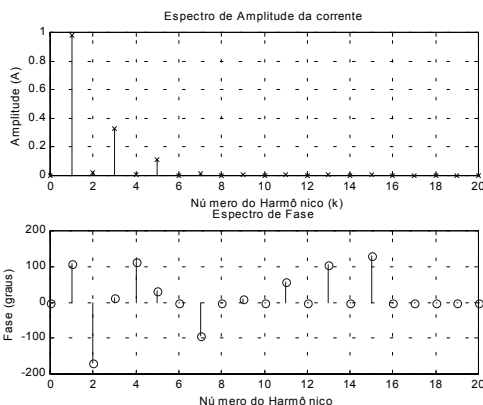 Espectro de Amplitude da corrente
1
0.8
0.6
0.4
0.2
0
Amplitude (A)
0 2 4 6 8 10 12 14 16 18 20
Nú mero do Harmô nico (k)
Espectro de Fase
200
100
0
-100
-200
Fase (graus)
0 2 4 6 8 10 12 14 16 18 20
Nú mero do Harmô nico